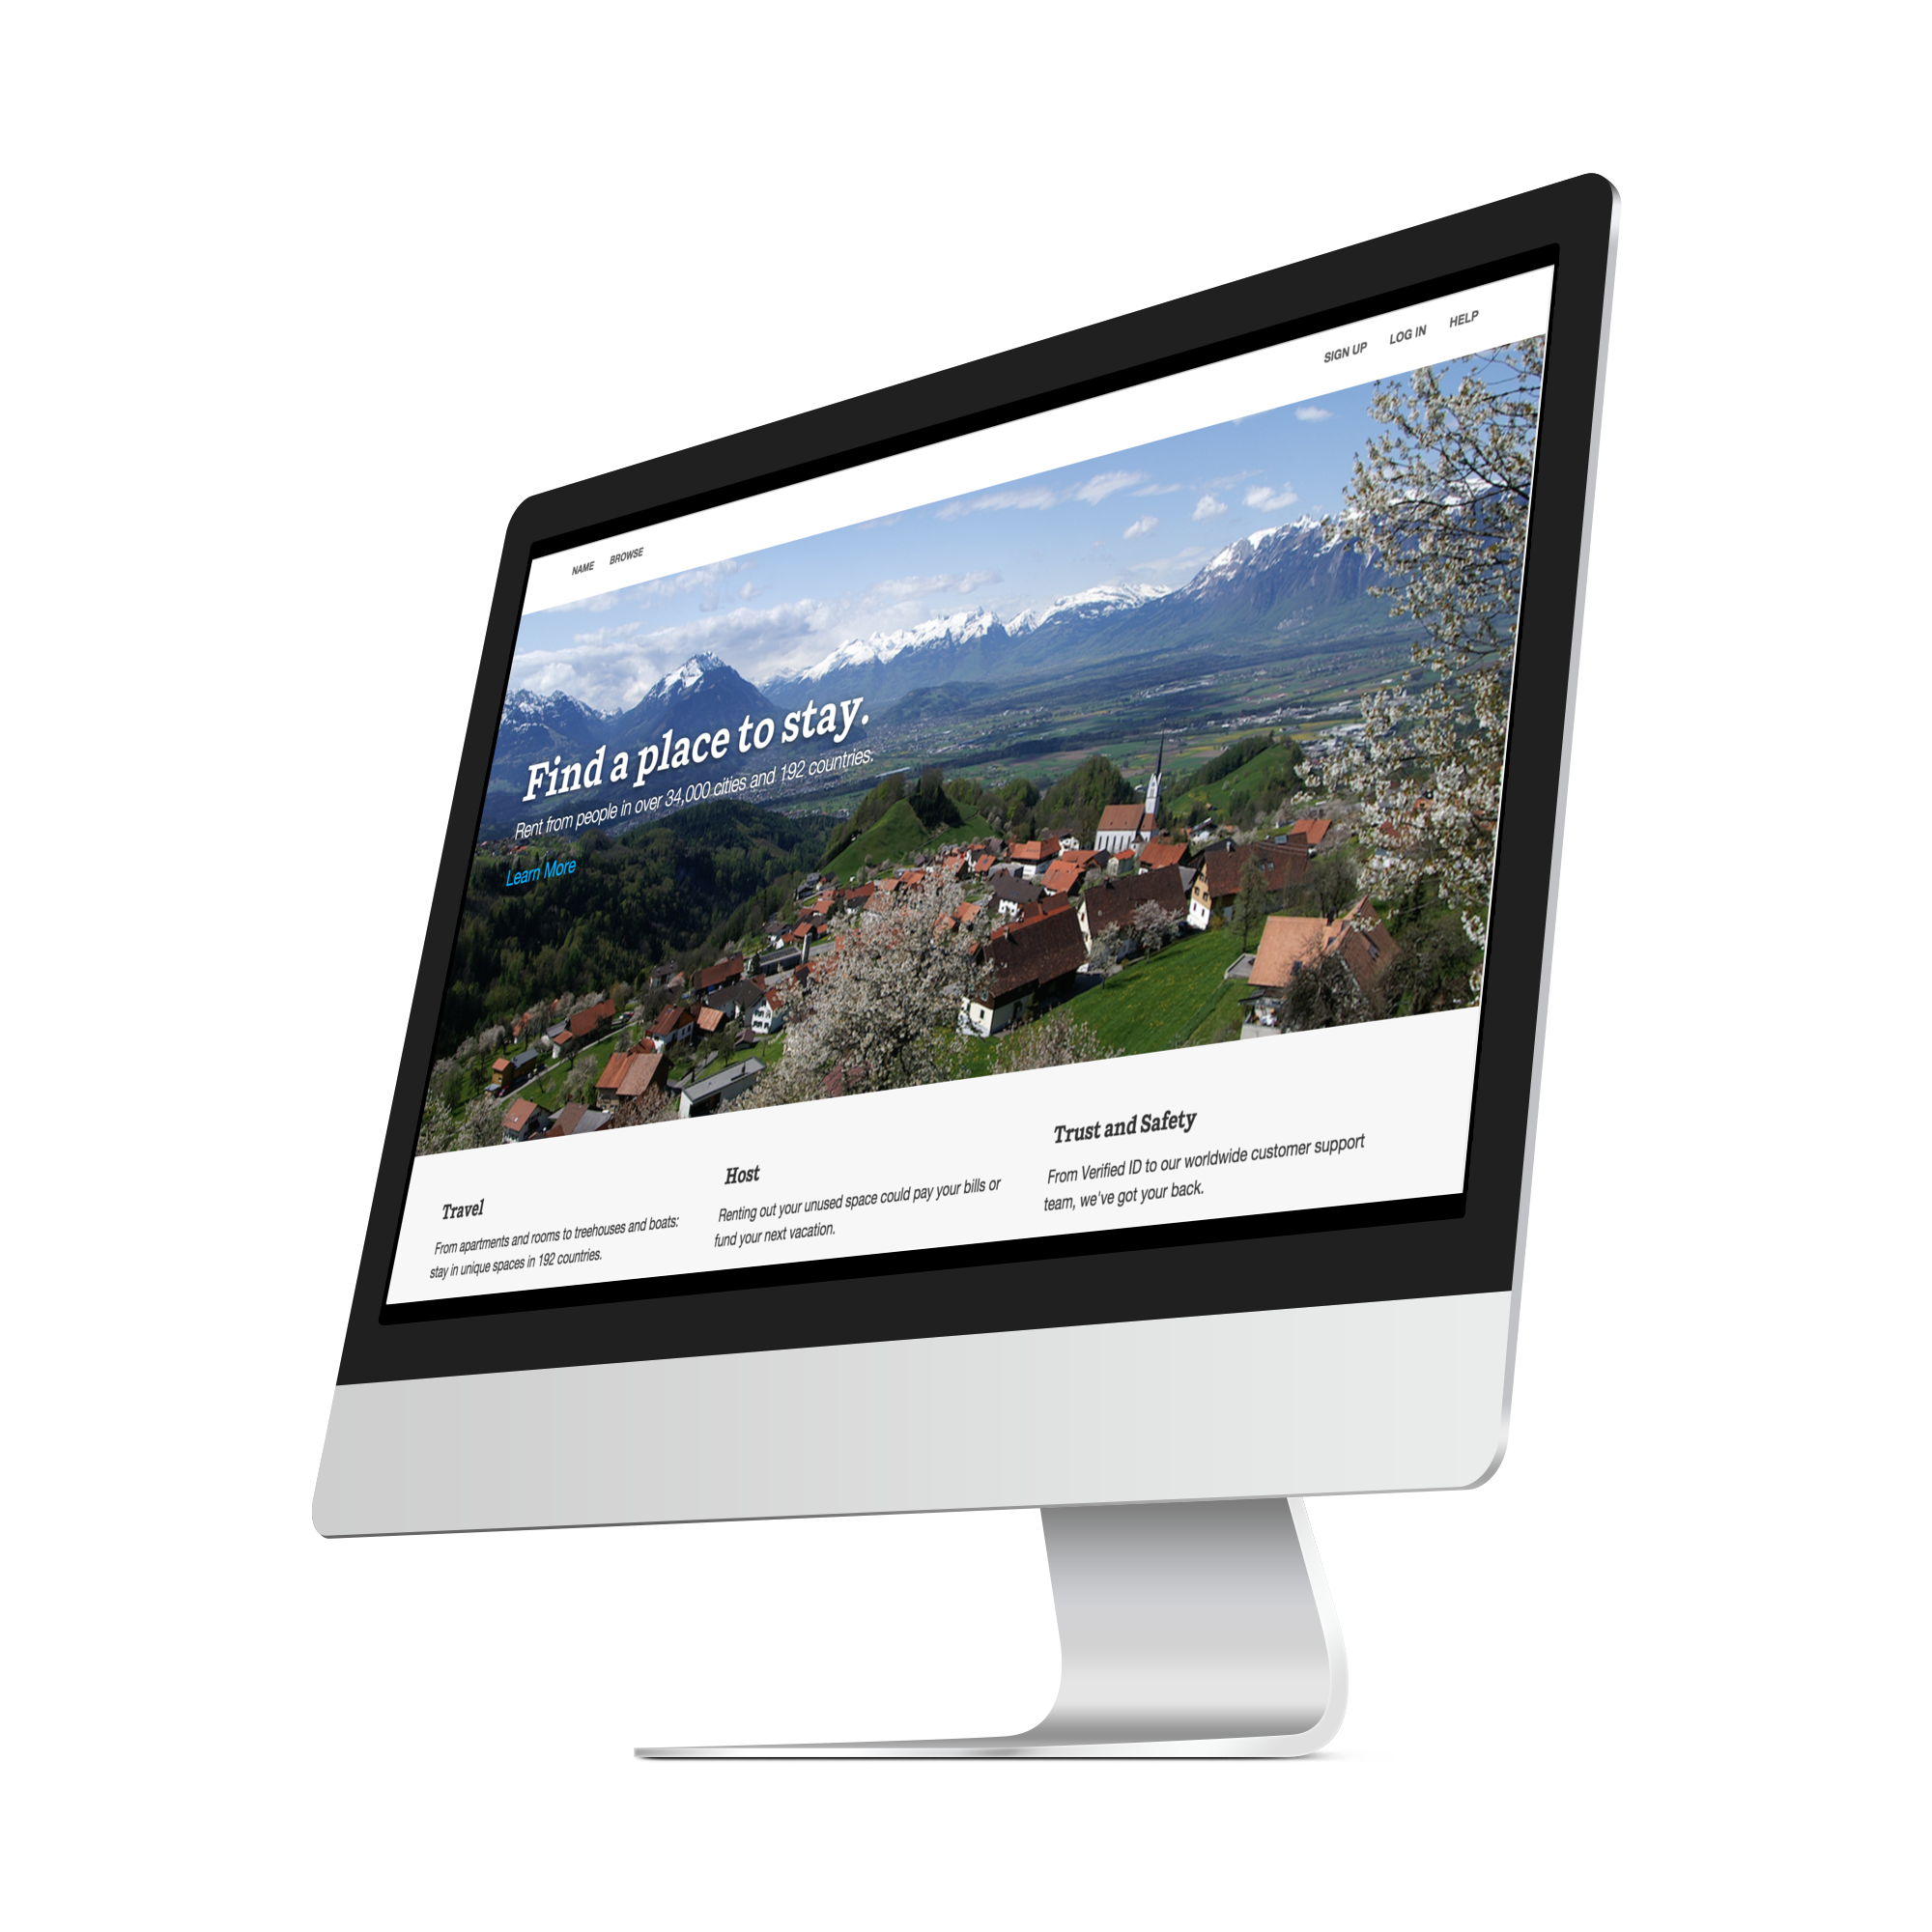 NAME BROWSE SIGN UP LOG IN HELP
Find a place to stay.
Rent from people in over 34,000 cities and 192 countries.
Learn More
Travel
From apartments and rooms to treehouses and boats:
stay in unique spaces in 192 countries.
Host
Renting out your unused space could pay your bills or
fund your next vacation.
Trust and Safety
From Verified ID to our worldwide customer support
team, we've got your back.